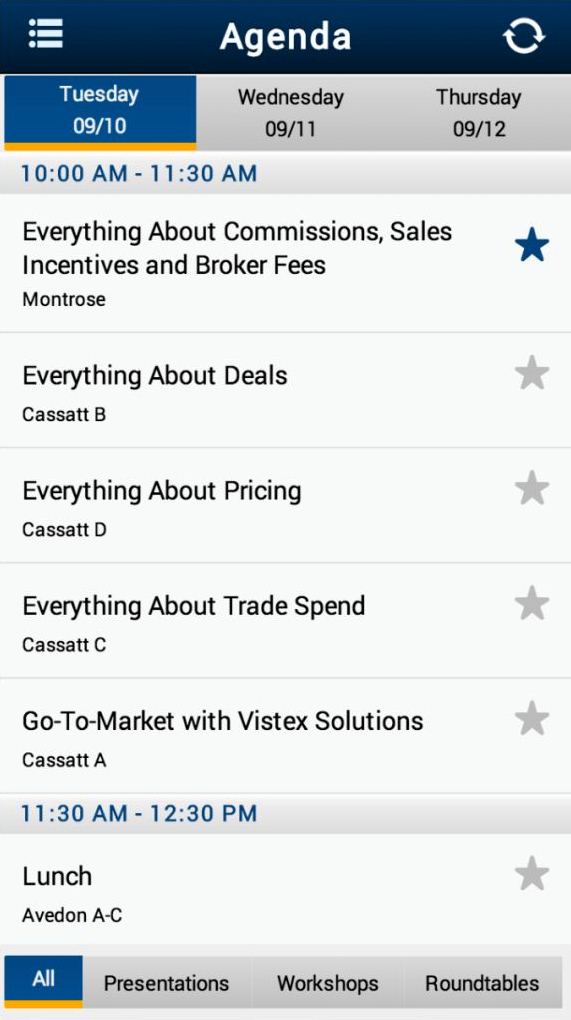 Agenda
Tuesday
09/10
Wednesday
09/11
Thursday
09/12
10:00 AM - 11:30 AM
Everything About Commissions, Sales
Incentives and Broker Fees
Montrose
Everything About Deals
Cassatt B
Everything About Pricing
Cassatt D
Everything About Trade Spend
Cassatt C
Go-To-Market with Vistex Solutions
Cassatt A
11:30 AM - 12:30 PM
Lunch
Avedon A-C
All
Presentations
Workshops
Roundtables